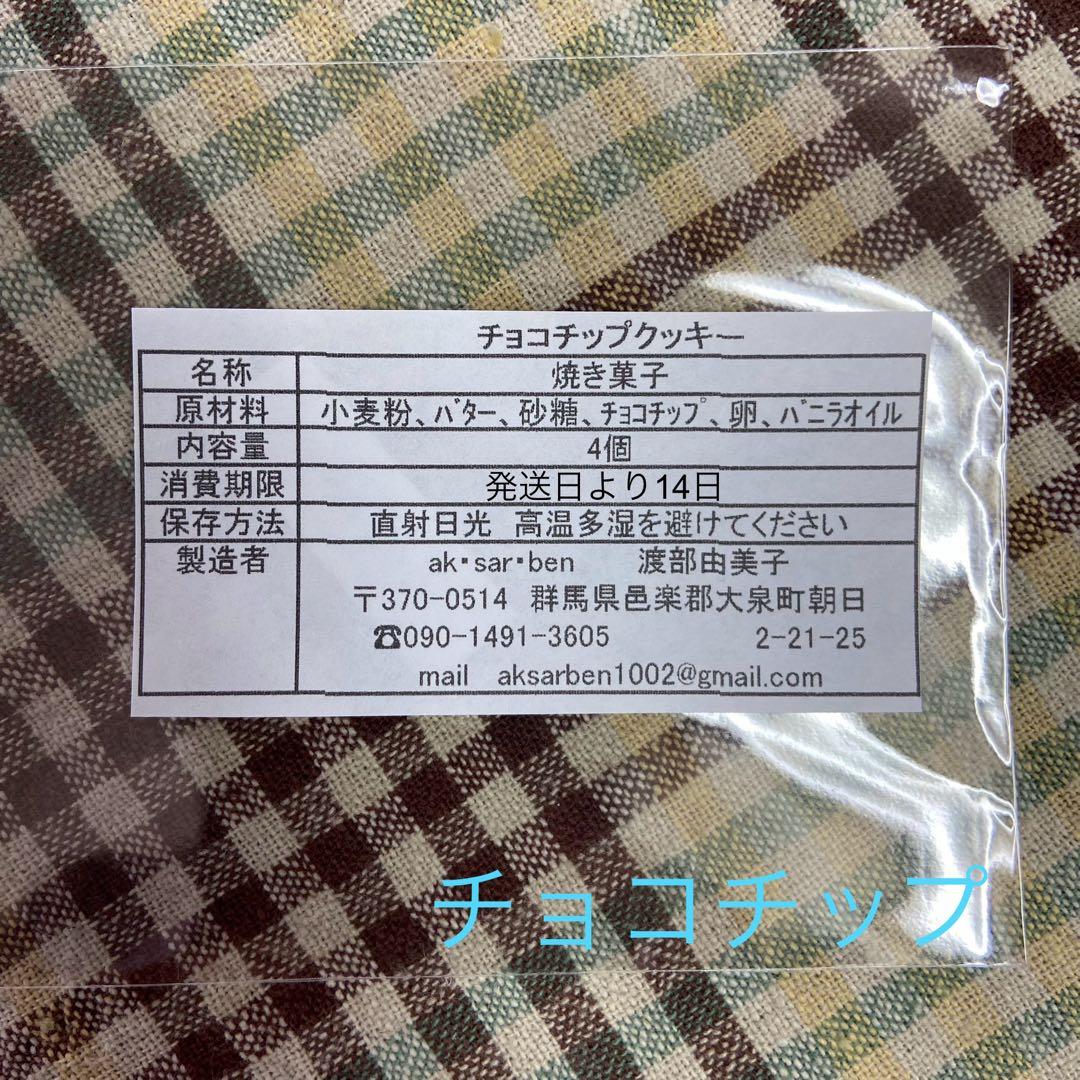 チョコチップクッキー
名称 焼き菓子
原材料 小麦粉、ﾊﾞﾀｰ、砂糖、ﾁｮｺﾁｯﾌﾟ、卵、ﾊﾞﾆﾗオイル
内容量 4個
消費期限 発送日より14日
保存方法 直射日光 高温多湿を避けてください
製造者 ak・sar・ben 渡部由美子
〒370-0514 群馬県邑楽郡大泉町朝日
☎090-1491-3605 2-21-25
mail aksarben1002@gmail.com
チョコチップ